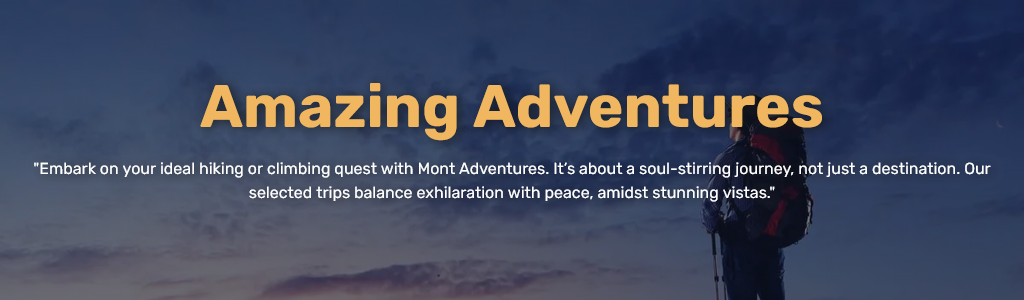 Amazing Adventures
"Embark on your ideal hiking or climbing quest with Mont Adventures. It’s about a soul-stirring journey, not just a destination. Our
selected trips balance exhilaration with peace, amidst stunning vistas."